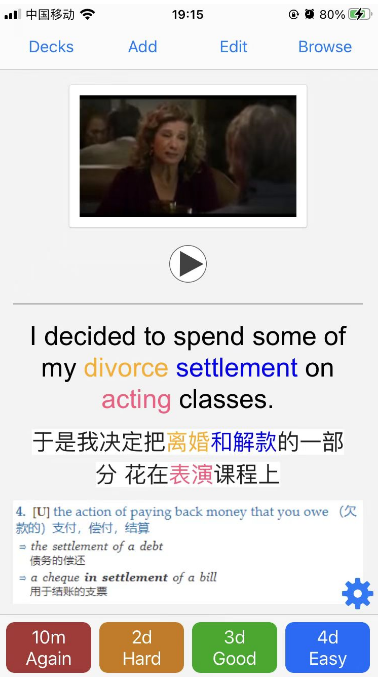 中国移动 19:15 80%
Decks Add Edit Browse
I decided to spend some of
my divorce settlement on
acting classes.
于是我决定把离婚和解款的一部
分 花在表演课程上
4. [U] the action of paying back money that you owe （欠
款的）支付，偿付，结算
⇒ the settlement of a debt
债务的偿还
⇒ a cheque in settlement of a bill
用于结账的支票
10m 2d 3d 4d
Again Hard Good Easy